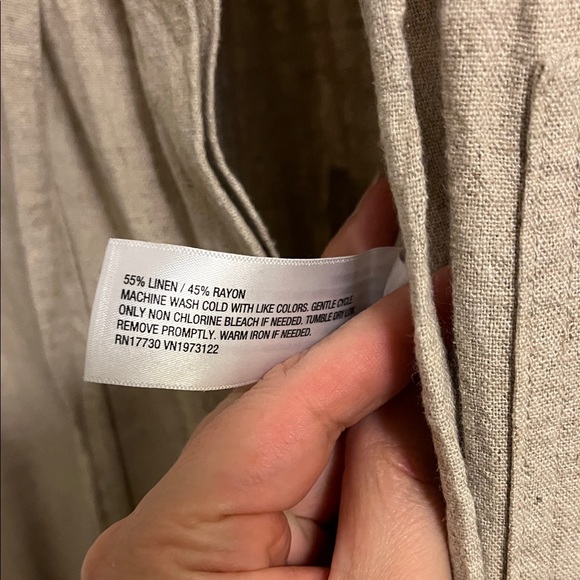 55% LINEN / 45% RAYON
MACHINE WASH COLD WITH LIKE COLORS. GENTLE CYCLE.
ONLY NON CHLORINE BLEACH IF NEEDED. TUMBLE DRY LOW.
REMOVE PROMPTLY. WARM IRON IF NEEDED.
RN17730 VN1973122